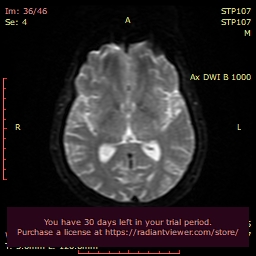 Im: 36/46
Se: 4
STP107
STP107
M
A
Ax DWI B 1000
R
L
You have 30 days left in your trial period.
Purchase a license at https://radiantviewer.com/store/